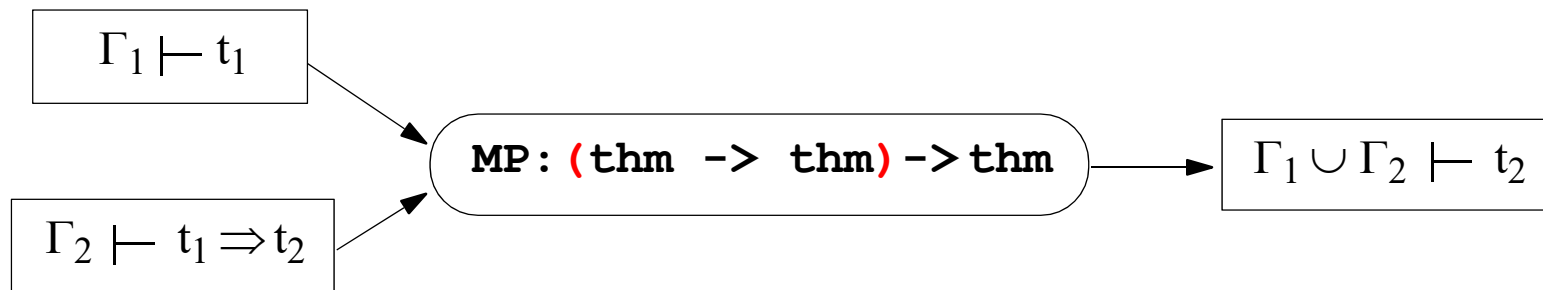 Γ₁ ⊢ t₁
MP:(thm -> thm)->thm
Γ₁ ∪ Γ₂ ⊢ t₂
Γ₂ ⊢ t₁ ⇒ t₂